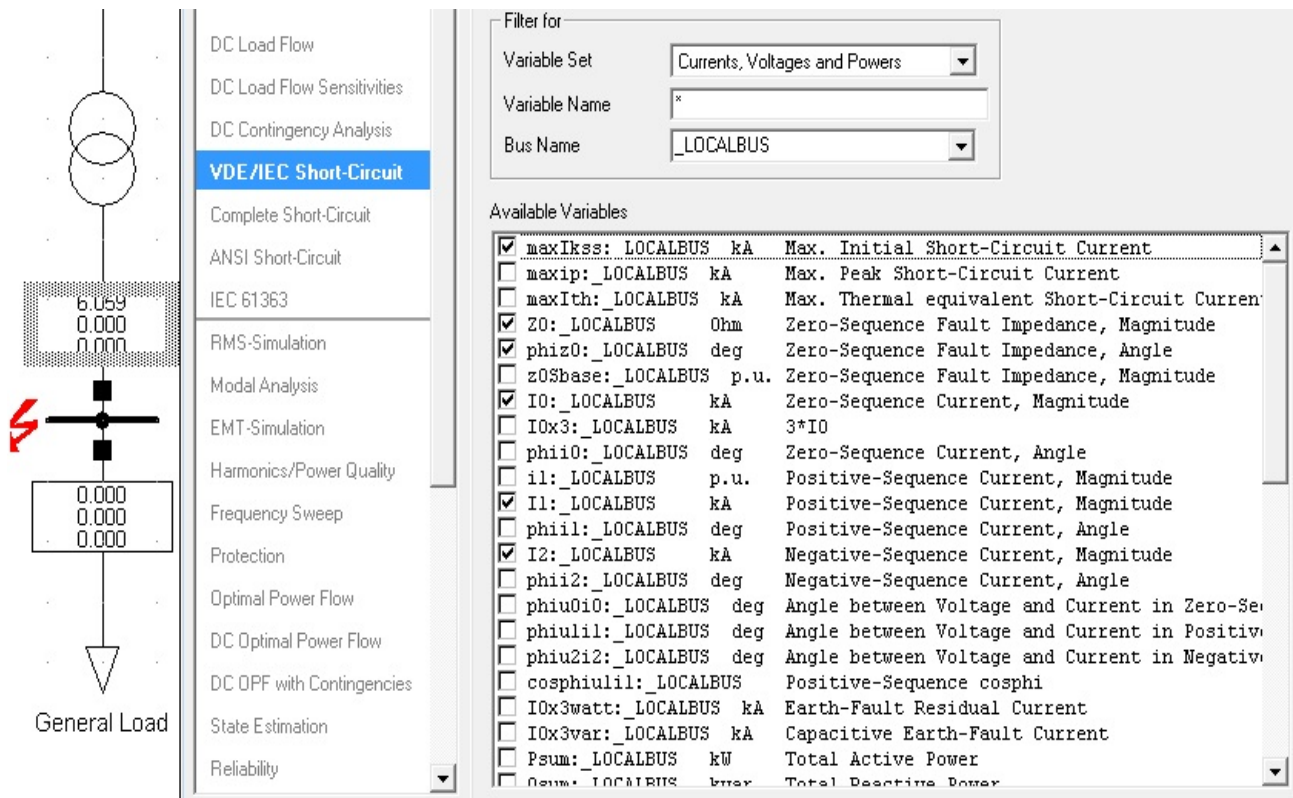 6.059
0.000
0.000
0.000
0.000
0.000
General Load
DC Load Flow
DC Load Flow Sensitivities
DC Contingency Analysis
VDE/IEC Short-Circuit
Complete Short-Circuit
ANSI Short-Circuit
IEC 61363
RMS-Simulation
Modal Analysis
EMT-Simulation
Harmonics/Power Quality
Frequency Sweep
Protection
Optimal Power Flow
DC Optimal Power Flow
DC OPF with Contingencies
State Estimation
Reliability
Filter for
Variable Set Currents, Voltages and Powers
Variable Name *
Bus Name _LOCALBUS
Available Variables
maxIkss:_LOCALBUS kA Max. Initial Short-Circuit Current
maxip:_LOCALBUS kA Max. Peak Short-Circuit Current
maxIth:_LOCALBUS kA Max. Thermal equivalent Short-Circuit Curren
Z0:_LOCALBUS Ohm Zero-Sequence Fault Impedance, Magnitude
phiz0:_LOCALBUS deg Zero-Sequence Fault Impedance, Angle
z0Sbase:_LOCALBUS p.u. Zero-Sequence Fault Impedance, Magnitude
I0:_LOCALBUS kA Zero-Sequence Current, Magnitude
I0x3:_LOCALBUS kA 3*I0
phii0:_LOCALBUS deg Zero-Sequence Current, Angle
i1:_LOCALBUS p.u. Positive-Sequence Current, Magnitude
I1:_LOCALBUS kA Positive-Sequence Current, Magnitude
phii1:_LOCALBUS deg Positive-Sequence Current, Angle
I2:_LOCALBUS kA Negative-Sequence Current, Magnitude
phii2:_LOCALBUS deg Negative-Sequence Current, Angle
phiu0i0:_LOCALBUS deg Angle between Voltage and Current in Zero-Se
phiu1i1:_LOCALBUS deg Angle between Voltage and Current in Positiv
phiu2i2:_LOCALBUS deg Angle between Voltage and Current in Negativ
cosphiu1i1:_LOCALBUS Positive-Sequence cosphi
I0x3watt:_LOCALBUS kA Earth-Fault Residual Current
I0x3var:_LOCALBUS kA Capacitive Earth-Fault Current
Psum:_LOCALBUS kW Total Active Power
Qsum:_LOCALBUS kvar Total Reactive Power